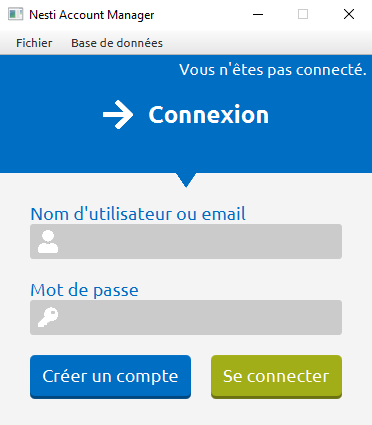 Nesti Account Manager
Fichier Base de données
Vous n'êtes pas connecté.
Connexion
Nom d'utilisateur ou email
Mot de passe
Créer un compte Se connecter